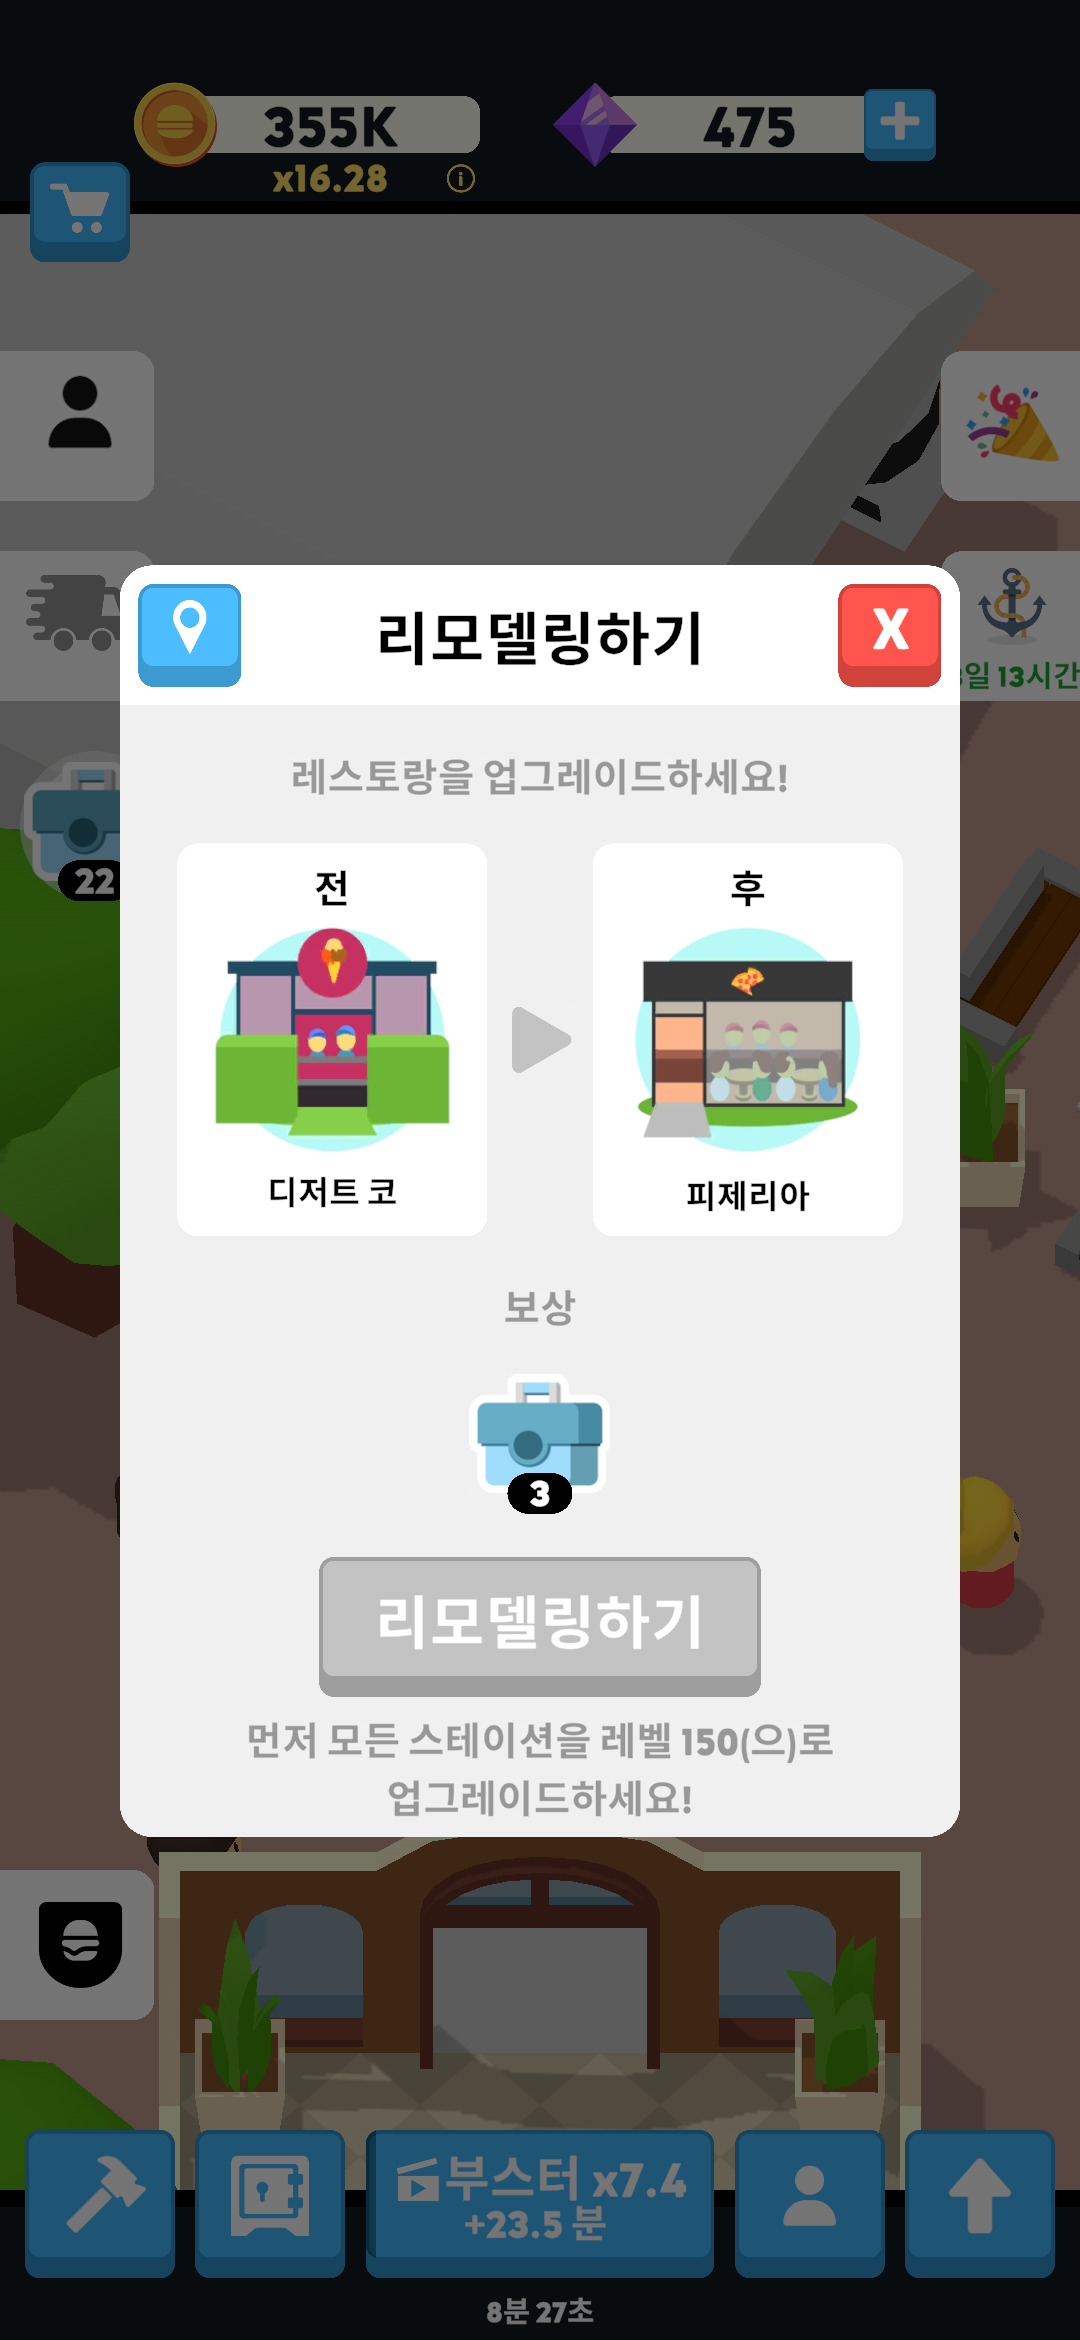 355K
475
x16.28
리모델링하기
X
일 13시간
레스토랑을 업그레이드하세요!
22
전
후
디저트 코
피제리아
보상
3
리모델링하기
먼저 모든 스테이션을 레벨 150(으)로
업그레이드하세요!
부스터 x7.4
+23.5 분
8분 27초